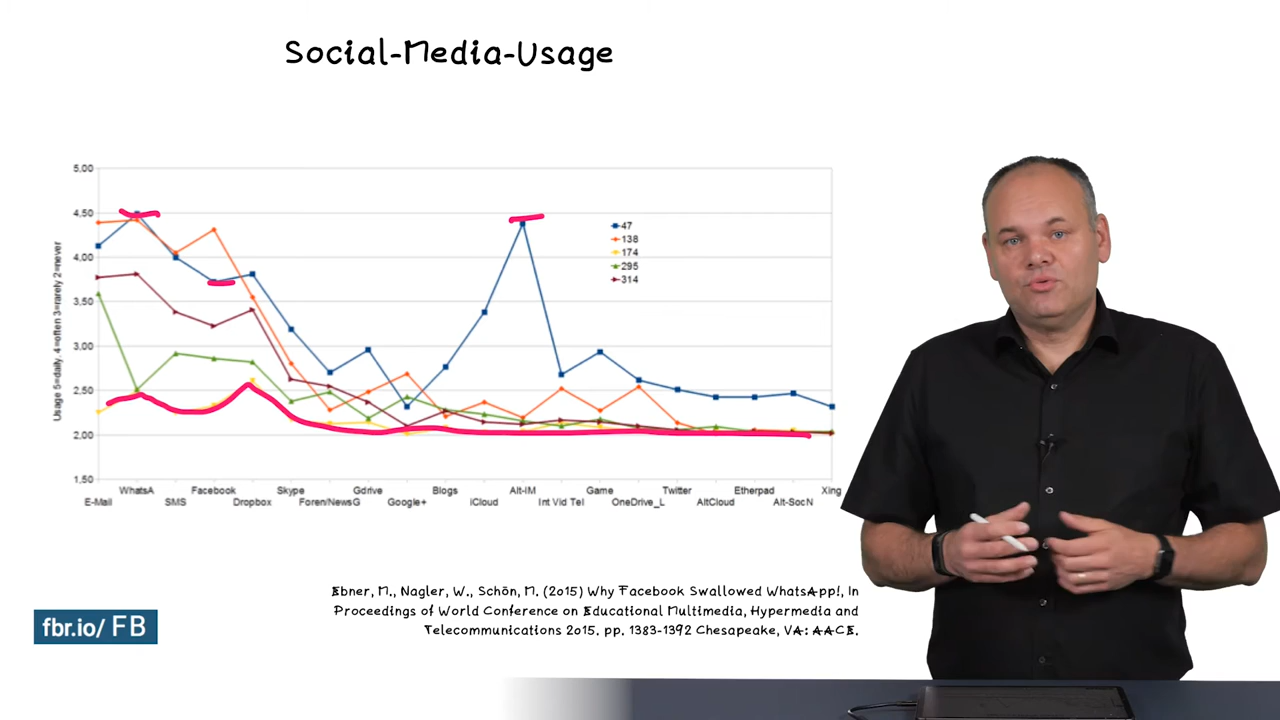 Social-Media-Usage
5,00
4,50
4,00
3,50
3,00
2,50
2,00
1,50
Usage 5=daily, 4=often 3=rarely 2=never
47
138
174
295
314
E-Mail
WhatsA
SMS
Facebook
Dropbox
Skype
Foren/NewsG
Gdrive
Google+
Blogs
iCloud
Alt-IM
Int Vid Tel
Game
OneDrive_L
Twitter
AltCloud
Etherpad
Alt-SocN
Xing
Ebner, M., Nagler, W., Schön, M. (2015) Why Facebook Swallowed WhatsApp!, In
Proceedings of World Conference on Educational Multimedia, Hypermedia and
Telecommunications 2015. pp. 1383-1392 Chesapeake, VA: AACE.
fbr.io/ FB